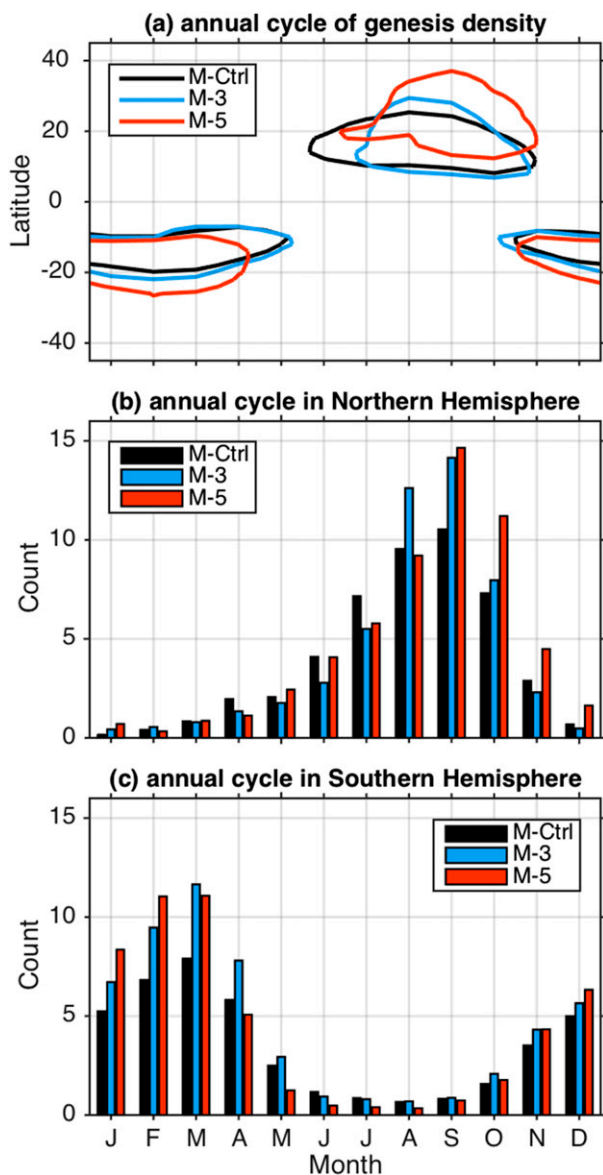 (a) annual cycle of genesis density
40
20
0
-20
-40
Latitude
M-Ctrl
M-3
M-5
(b) annual cycle in Northern Hemisphere
15
10
5
0
Count
M-Ctrl
M-3
M-5
(c) annual cycle in Southern Hemisphere
15
10
5
0
Count
M-Ctrl
M-3
M-5
J F M A M J J A S O N D
Month